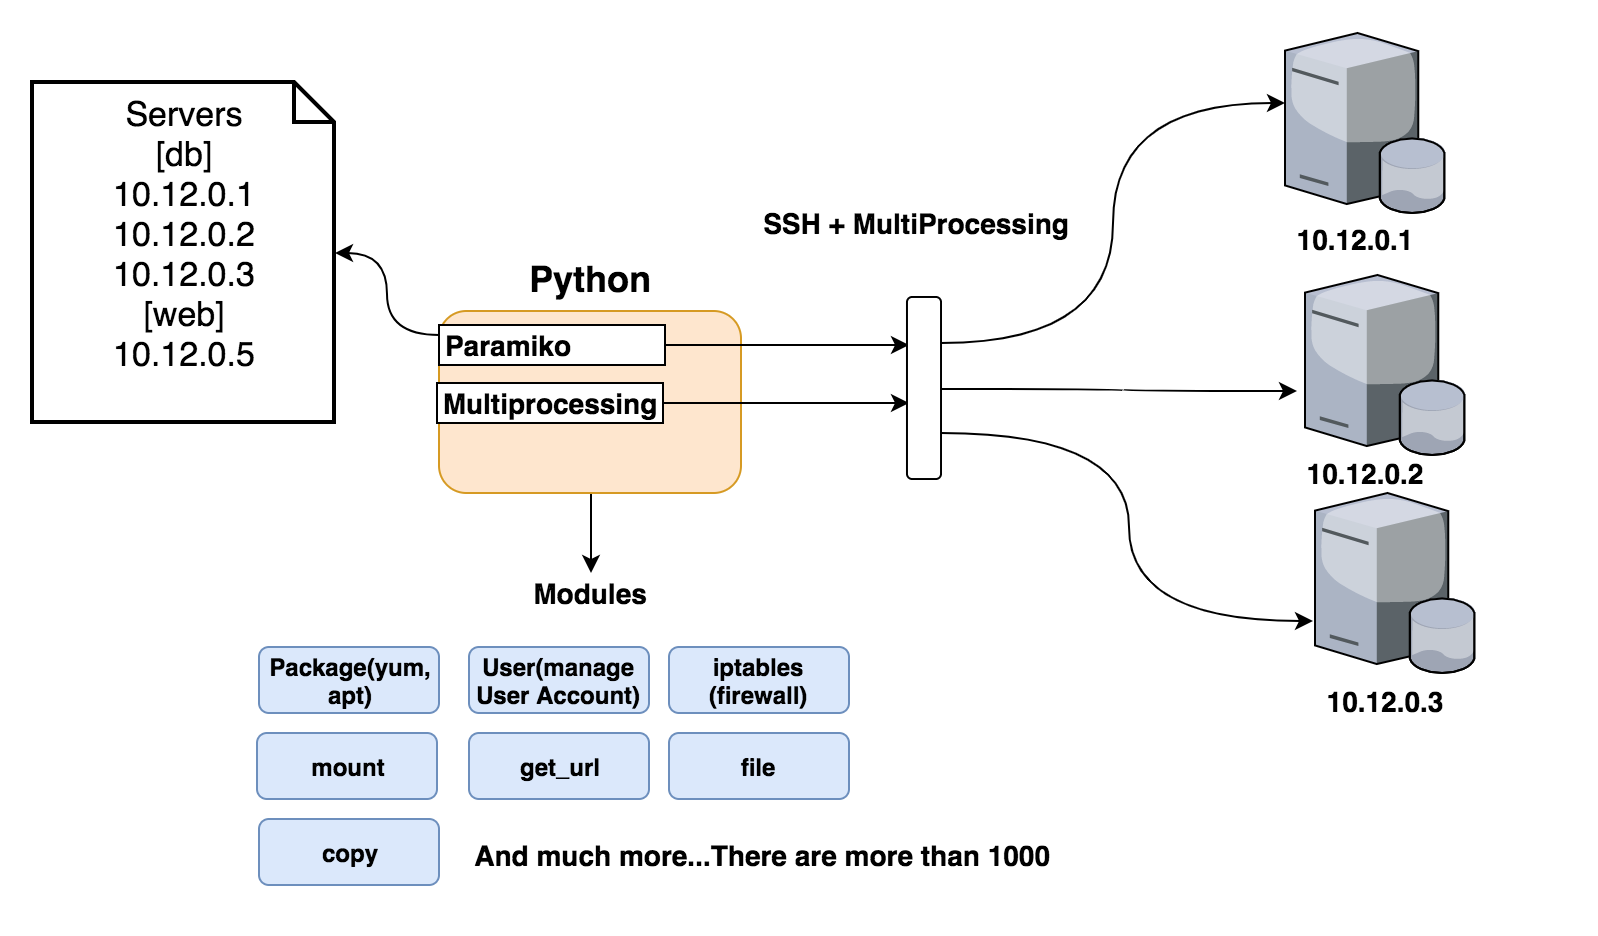 Servers
[db]
10.12.0.1
10.12.0.2
10.12.0.3
[web]
10.12.0.5
Python
Paramiko
Multiprocessing
SSH + MultiProcessing
10.12.0.1
10.12.0.2
10.12.0.3
Modules
Package(yum,
apt)
User(manage
User Account)
iptables
(firewall)
mount
get_url
file
copy
And much more...There are more than 1000